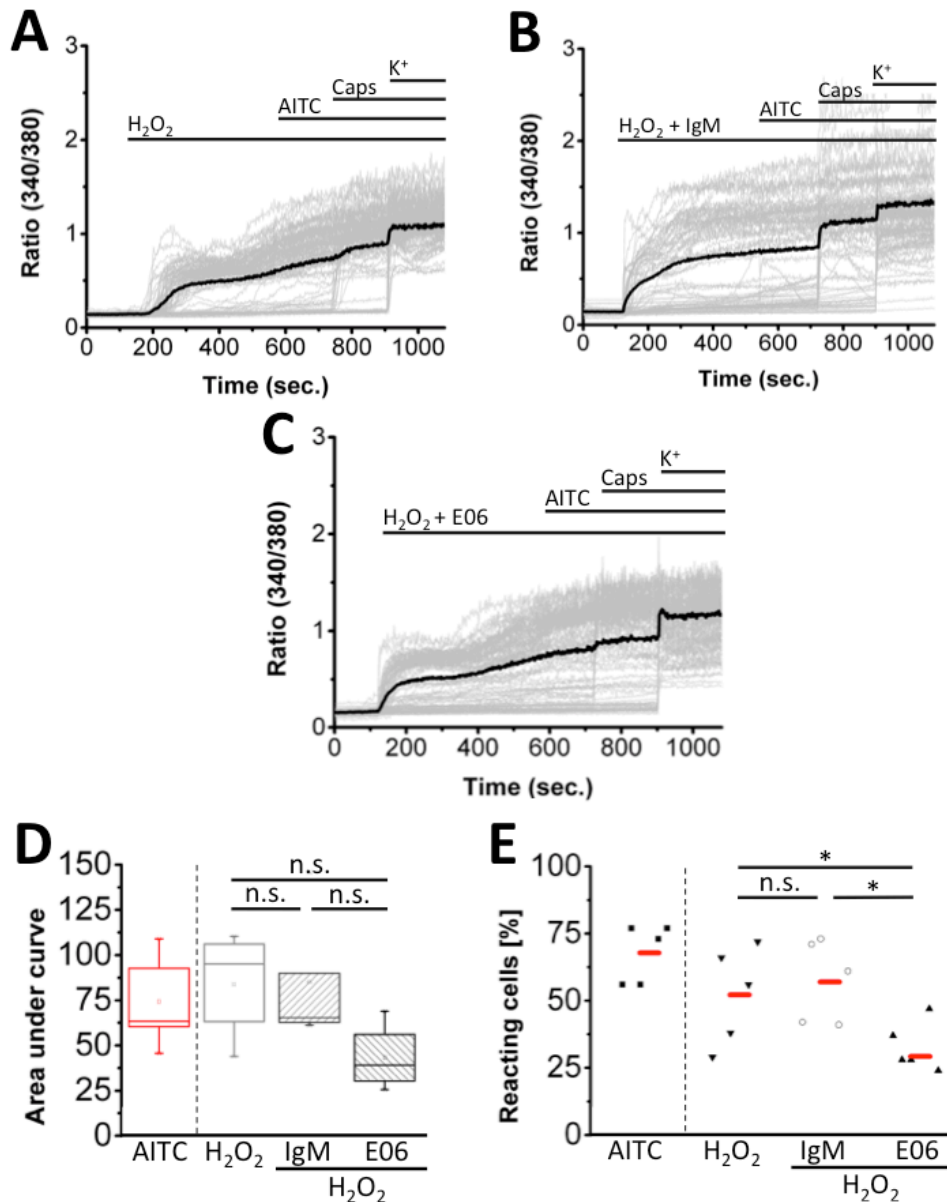 A
3
2
1
0
Ratio (340/380)
K⁺
Caps
AITC
H₂O₂
0 200 400 600 800 1000
Time (sec.)
B
3
2
1
0
Ratio (340/380)
K⁺
Caps
AITC
H₂O₂ + IgM
0 200 400 600 800 1000
Time (sec.)
C
3
2
1
0
Ratio (340/380)
K⁺
Caps
AITC
H₂O₂ + E06
0 200 400 600 800 1000
Time (sec.)
D
150
125
100
75
50
25
0
Area under curve
n.s.
n.s. n.s.
AITC H₂O₂ IgM E06
H₂O₂
E
100
75
50
25
0
Reacting cells [%]
*
n.s. *
AITC H₂O₂ IgM E06
H₂O₂